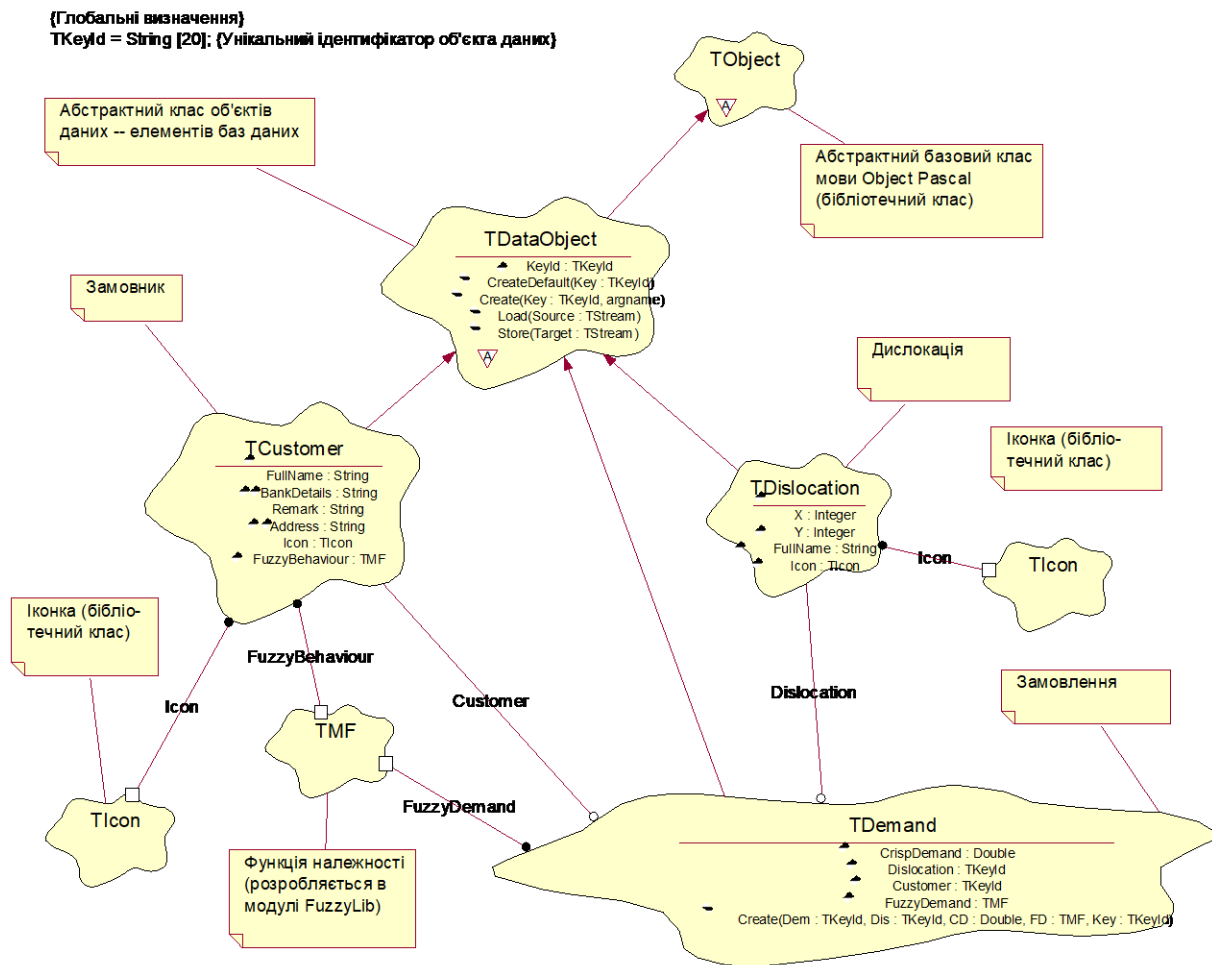 {Глобальні визначення}
TKeyId = String [20]; {Унікальний ідентифікатор об'єкта даних}
TObject
A
Абстрактний клас об'єктів
даних -- елементів баз даних
Абстрактний базовий клас
мови Object Pascal
(бібліотечний клас)
TDataObject
KeyId : TKeyId
CreateDefault(Key : TKeyId)
Create(Key : TKeyId, argname)
Load(Source : TStream)
Store(Target : TStream)
A
Замовник
Дислокація
TCustomer
FullName : String
BankDetails : String
Remark : String
Address : String
Icon : TIcon
FuzzyBehaviour : TMF
Іконка (бібліо-
течний клас)
TDislocation
X : Integer
Y : Integer
FullName : String
Icon : TIcon
Icon
TIcon
Іконка (бібліо-
течний клас)
FuzzyBehaviour
Icon
Customer
Dislocation
Замовлення
TMF
TIcon
FuzzyDemand
Функція належності
(розробляється в
модулі FuzzyLib)
TDemand
CrispDemand : Double
Dislocation : TKeyId
Customer : TKeyId
FuzzyDemand : TMF
Create(Dem : TKeyId, Dis : TKeyId, CD : Double, FD : TMF, Key : TKeyId)